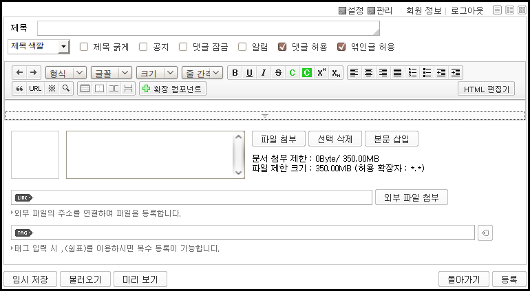 설정 관리 회원 정보 | 로그아웃
제목
제목 색깔 제목 굵게 공지 댓글 잠금 알림 댓글 허용 엮인글 허용
형식 글꼴 크기 줄 간격 B U I S C C X² X₂
URL 확장 컴포넌트 HTML 편집기
파일 첨부 선택 삭제 본문 삽입
문서 첨부 제한 : 0Byte/ 350.00MB
파일 제한 크기 : 350.00MB (허용 확장자 : *.*)
LINK 외부 파일 첨부
외부 파일의 주소를 연결하여 파일을 등록합니다.
TAG
태그 입력 시 ,(쉼표)를 이용하시면 복수 등록이 가능합니다.
임시 저장 불러오기 미리 보기 돌아가기 등록